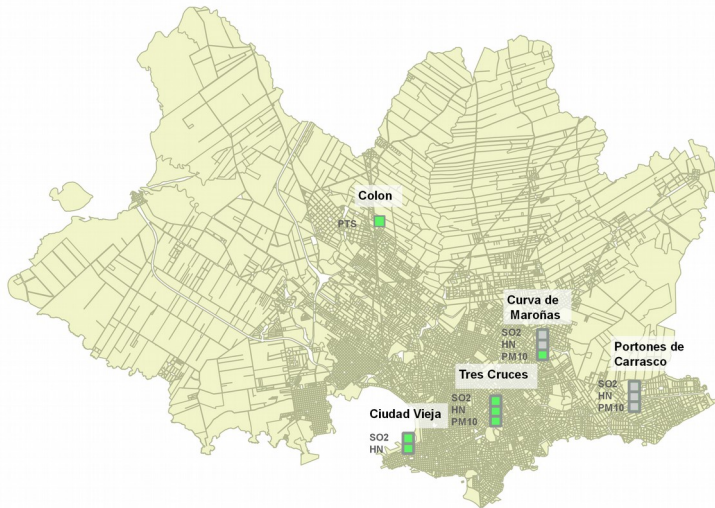 Colon
PTS
Curva de
Maroñas
SO2
HN
PM10
Portones de
Carrasco
SO2
HN
PM10
Tres Cruces
SO2
HN
PM10
Ciudad Vieja
SO2
HN